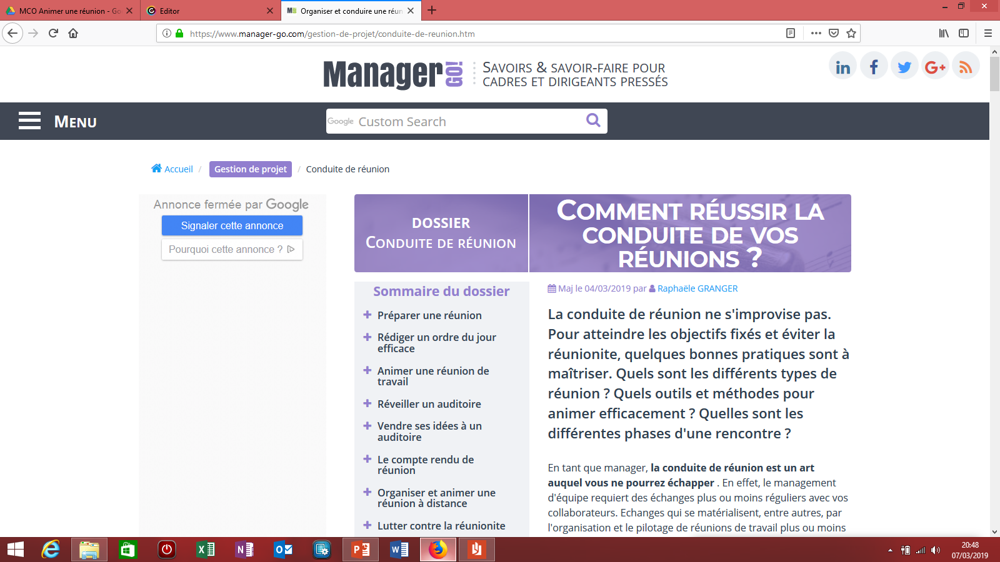 MCO Animer une réunion - Go
Editor
Organiser et conduire une réun
https://www.manager-go.com/gestion-de-projet/conduite-de-reunion.htm
Manager GO!
SAVOIRS & SAVOIR-FAIRE POUR
CADRES ET DIRIGEANTS PRESSÉS
MENU
Google Custom Search
Accueil / Gestion de projet / Conduite de réunion
Annonce fermée par Google
Signaler cette annonce
Pourquoi cette annonce ?
DOSSIER
CONDUITE DE RÉUNION
COMMENT RÉUSSIR LA
CONDUITE DE VOS
RÉUNIONS ?
Sommaire du dossier
Préparer une réunion
Rédiger un ordre du jour
efficace
Animer une réunion de
travail
Réveiller un auditoire
Vendre ses idées à un
auditoire
Le compte rendu de
réunion
Organiser et animer une
réunion à distance
Lutter contre la réunionite
Maj le 04/03/2019 par Raphaële GRANGER
La conduite de réunion ne s'improvise pas.
Pour atteindre les objectifs fixés et éviter la
réunionite, quelques bonnes pratiques sont à
maîtriser. Quels sont les différents types de
réunion ? Quels outils et méthodes pour
animer efficacement ? Quelles sont les
différentes phases d'une rencontre ?
En tant que manager, la conduite de réunion est un art
auquel vous ne pourrez échapper . En effet, le management
d'équipe requiert des échanges plus ou moins réguliers avec vos
collaborateurs. Echanges qui se matérialisent, entre autres, par
l'organisation et le pilotage de réunions de travail plus ou moins
20:48
07/03/2019